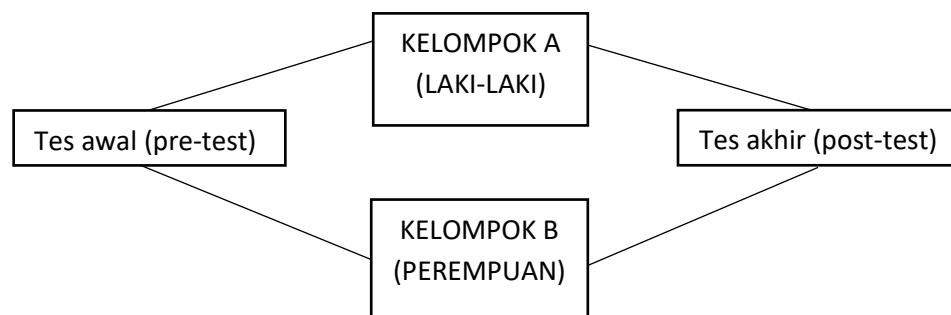 KELOMPOK A
(LAKI-LAKI)
Tes awal (pre-test)
Tes akhir (post-test)
KELOMPOK B
(PEREMPUAN)